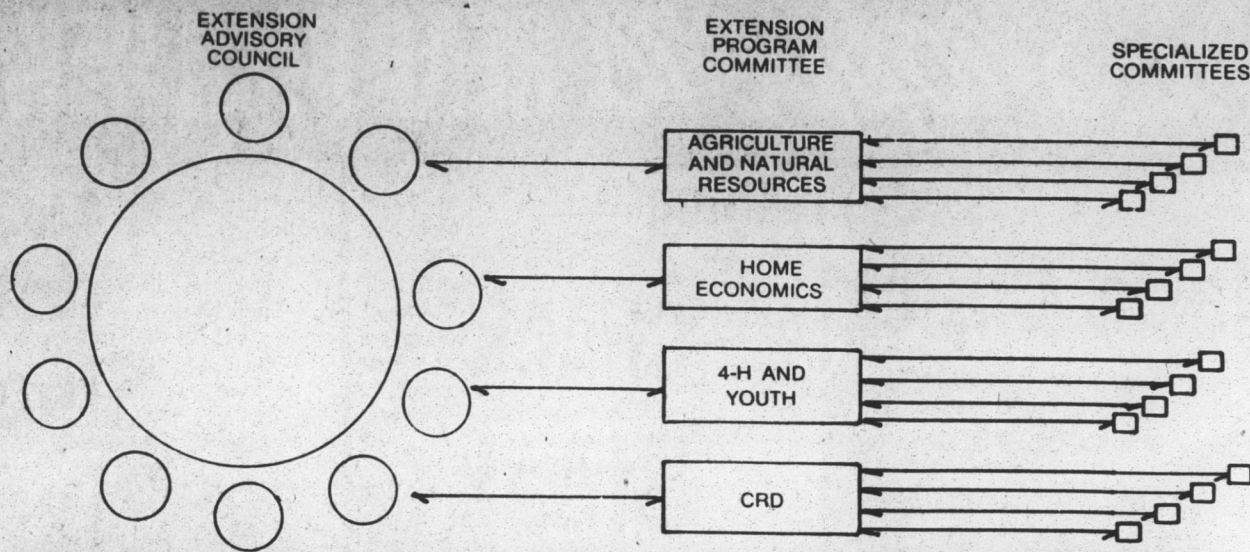 EXTENSION
ADVISORY
COUNCIL
EXTENSION
PROGRAM
COMMITTEE
SPECIALIZED
COMMITTEES
AGRICULTURE
AND NATURAL
RESOURCES
HOME
ECONOMICS
4-H AND
YOUTH
CRD